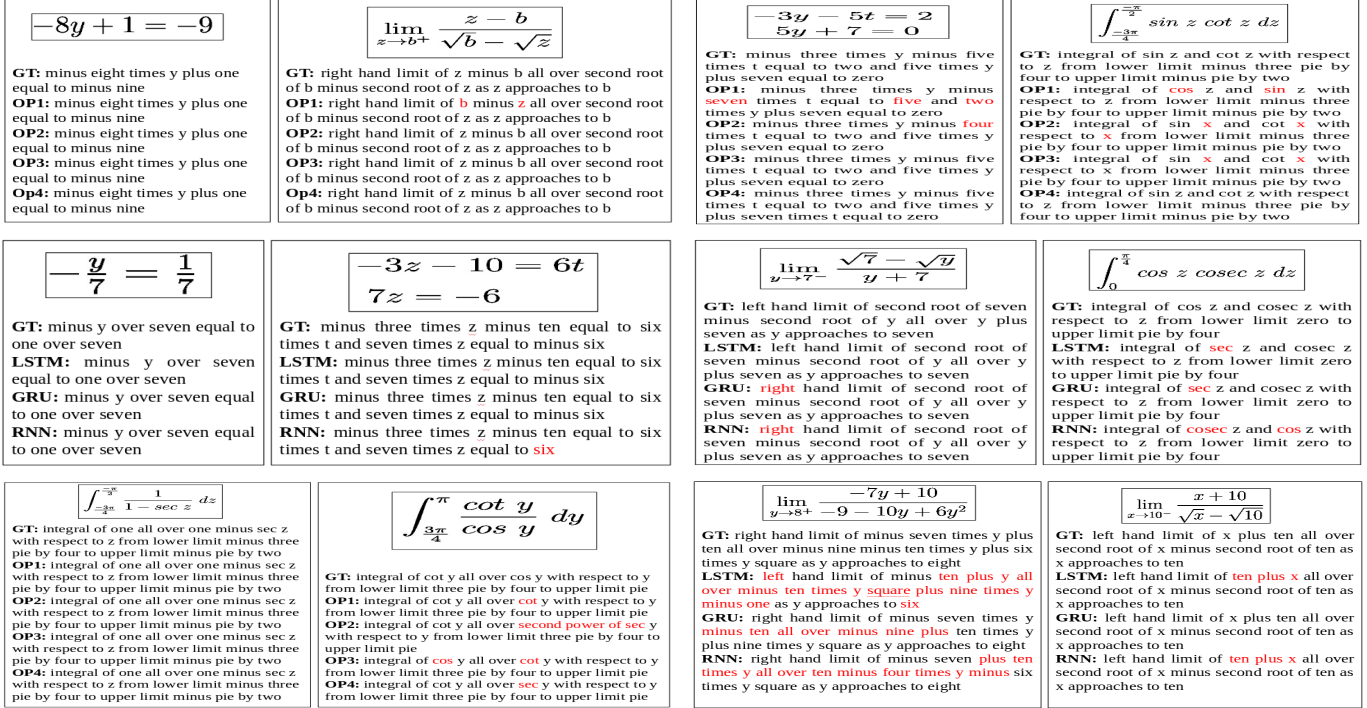 −8y + 1 = −9
GT: minus eight times y plus one
equal to minus nine
OP1: minus eight times y plus one
equal to minus nine
OP2: minus eight times y plus one
equal to minus nine
OP3: minus eight times y plus one
equal to minus nine
Op4: minus eight times y plus one
equal to minus nine
lim z→b+ (z − b)/(√b − √z)
GT: right hand limit of z minus b all over second root
of b minus second root of z as z approaches to b
OP1: right hand limit of b minus z all over second root
of b minus second root of z as z approaches to b
OP2: right hand limit of z minus b all over second root
of b minus second root of z as z approaches to b
OP3: right hand limit of z minus b all over second root
of b minus second root of z as z approaches to b
Op4: right hand limit of z minus b all over second root
of b minus second root of z as z approaches to b
−3y − 5t = 2
5y + 7 = 0
GT: minus three times y minus five
times t equal to two and five times y
plus seven equal to zero
OP1: minus three times y minus
seven times t equal to five and two
times y plus seven equal to zero
OP2: minus three times y minus four
times t equal to two and five times y
plus seven equal to zero
OP3: minus three times y minus five
times t equal to two and five times y
plus seven equal to zero
OP4: minus three times y minus five
times t equal to two and five times y
plus seven times t equal to zero
∫ −3π/4 −π/2 sin z cot z dz
GT: integral of sin z and cot z with respect
to z from lower limit minus three pie by
four to upper limit minus pie by two
OP1: integral of cos z and sin z with
respect to z from lower limit minus three
pie by four to upper limit minus pie by two
OP2: integral of sin x and cot x with
respect to x from lower limit minus three
pie by four to upper limit minus pie by two
OP3: integral of sin x and cot x with
respect to x from lower limit minus three
pie by four to upper limit minus pie by two
OP4: integral of sin z and cot z with respect
to z from lower limit minus three pie by
four to upper limit minus pie by two
−y/7 = 1/7
GT: minus y over seven equal to
one over seven
LSTM: minus y over seven
equal to one over seven
GRU: minus y over seven equal
to one over seven
RNN: minus y over seven equal
to one over seven
−3z − 10 = 6t
7z = −6
GT: minus three times z minus ten equal to six
times t and seven times z equal to minus six
LSTM: minus three times z minus ten equal to six
times t and seven times z equal to minus six
GRU: minus three times z minus ten equal to six
times t and seven times z equal to minus six
RNN: minus three times z minus ten equal to six
times t and seven times z equal to six
lim y→7− (√7 − √y)/(y + 7)
GT: left hand limit of second root of seven
minus second root of y all over y plus
seven as y approaches to seven
LSTM: left hand limit of second root of
seven minus second root of y all over y
plus seven as y approaches to seven
GRU: right hand limit of second root of
seven minus second root of y all over y
plus seven as y approaches to seven
RNN: right hand limit of second root of
seven minus second root of y all over y
plus seven as y approaches to seven
∫ 0 π/4 cos z cosec z dz
GT: integral of cos z and cosec z with
respect to z from lower limit zero to
upper limit pie by four
LSTM: integral of sec z and cosec z
with respect to z from lower limit zero
to upper limit pie by four
GRU: integral of sec z and cosec z with
respect to z from lower limit zero to
upper limit pie by four
RNN: integral of cosec z and cos z with
respect to z from lower limit zero to
upper limit pie by four
∫ −3π/4 −π/2 1/(1 − sec z) dz
GT: integral of one all over one minus sec z
with respect to z from lower limit minus three
pie by four to upper limit minus pie by two
OP1: integral of one all over one minus sec z
with respect to z from lower limit minus three
pie by four to upper limit minus pie by two
OP2: integral of one all over one minus sec z
with respect to z from lower limit minus three
pie by four to upper limit minus pie by two
OP3: integral of one all over one minus sec z
with respect to z from lower limit minus three
pie by four to upper limit minus pie by two
OP4: integral of one all over one minus sec z
with respect to z from lower limit minus three
pie by four to upper limit minus pie by two
∫ 3π/4 π cot y/cos y dy
GT: integral of cot y all over cos y with respect to y
from lower limit three pie by four to upper limit pie
OP1: integral of cot y all over cot y with respect to y
from lower limit three pie by four to upper limit pie
OP2: integral of cot y all over second power of sec y
with respect to y from lower limit three pie by four to
upper limit pie
OP3: integral of cos y all over cot y with respect to y
from lower limit three pie by four to upper limit pie
OP4: integral of cot y all over sec y with respect to y
from lower limit three pie by four to upper limit pie
lim y→8+ (−7y + 10)/(−9 − 10y + 6y²)
GT: right hand limit of minus seven times y plus
ten all over minus nine minus ten times y plus six
times y square as y approaches to eight
LSTM: left hand limit of minus ten plus y all
over minus ten times y square plus nine times y
minus one as y approaches to six
GRU: right hand limit of minus seven times y
minus ten all over minus nine plus ten times y
plus nine times y square as y approaches to eight
RNN: right hand limit of minus seven plus ten
times y all over ten minus four times y minus six
times y square as y approaches to eight
lim x→10− (x + 10)/(√x − √10)
GT: left hand limit of x plus ten all over
second root of x minus second root of ten as
x approaches to ten
LSTM: left hand limit of ten plus x all over
second root of x minus second root of ten as
x approaches to ten
GRU: left hand limit of x plus ten all over
second root of x minus second root of ten as
x approaches to ten
RNN: left hand limit of ten plus x all over
second root of x minus second root of ten as
x approaches to ten